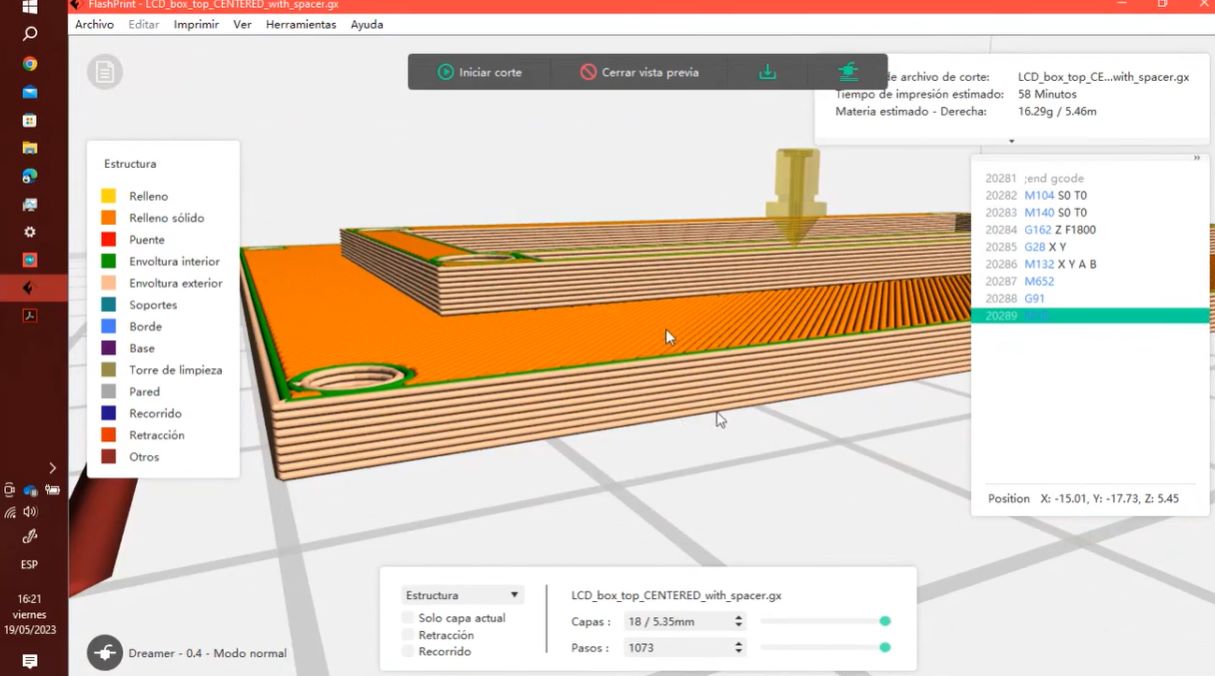 FlashPrint - LCD_box_top_CENTERED_with_spacer.gx
Archivo Editar Imprimir Ver Herramientas Ayuda
Iniciar corte Cerrar vista previa
de archivo de corte: LCD_box_top_CE...with_spacer.gx
Tiempo de impresión estimado: 58 Minutos
Materia estimado - Derecha: 16.29g / 5.46m
Estructura
Relleno
Relleno sólido
Puente
Envoltura interior
Envoltura exterior
Soportes
Borde
Base
Torre de limpieza
Pared
Recorrido
Retracción
Otros
20281 ;end gcode
20282 M104 S0 T0
20283 M140 S0 T0
20284 G162 Z F1800
20285 G28 X Y
20286 M132 X Y A B
20287 M652
20288 G91
20289
Position X: -15.01, Y: -17.73, Z: 5.45
Estructura
Solo capa actual
Retracción
Recorrido
LCD_box_top_CENTERED_with_spacer.gx
Capas : 18 / 5.35mm
Pasos : 1073
Dreamer - 0.4 - Modo normal
ESP
16:21
viernes
19/05/2023